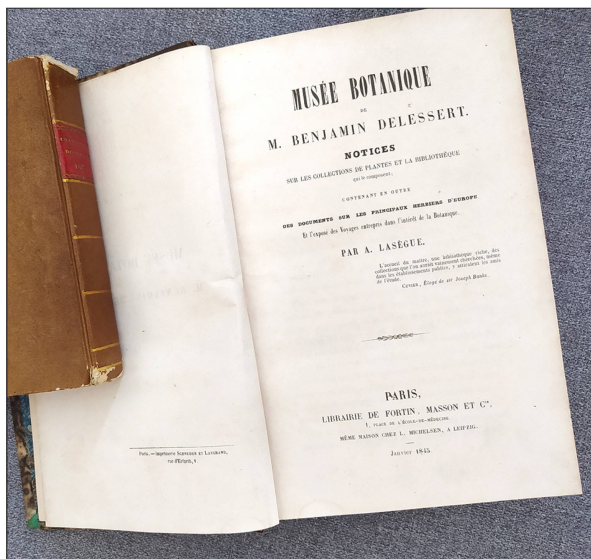 MUSÉE BOTANIQUE
DE
M. BENJAMIN DELESSERT.
NOTICES
SUR LES COLLECTIONS DE PLANTES ET LA BIBLIOTHÈQUE
qui le composent;
CONTENANT EN OUTRE
DES DOCUMENTS SUR LES PRINCIPAUX HERBIERS D'EUROPE
Et l'exposé des Voyages entrepris dans l'intérêt de la Botanique.
PAR A. LASÈGUE.
L'accueil du maître, une bibliothèque riche, des
collections que l'on aurait vainement cherchées, même
dans les établissements publics, y attiraient les amis
de l'étude.
CUVIER, Éloge de sir Joseph Banks.
PARIS,
LIBRAIRIE DE FORTIN, MASSON ET Cie,
1, PLACE DE L'ÉCOLE-DE-MÉDECINE.
MÊME MAISON CHEZ L. MICHELSEN, A LEIPZIG.
JANVIER 1845
Paris. — Imprimerie SCHNEIDER ET LANGRAND,
rue d'Erfurth, 1.